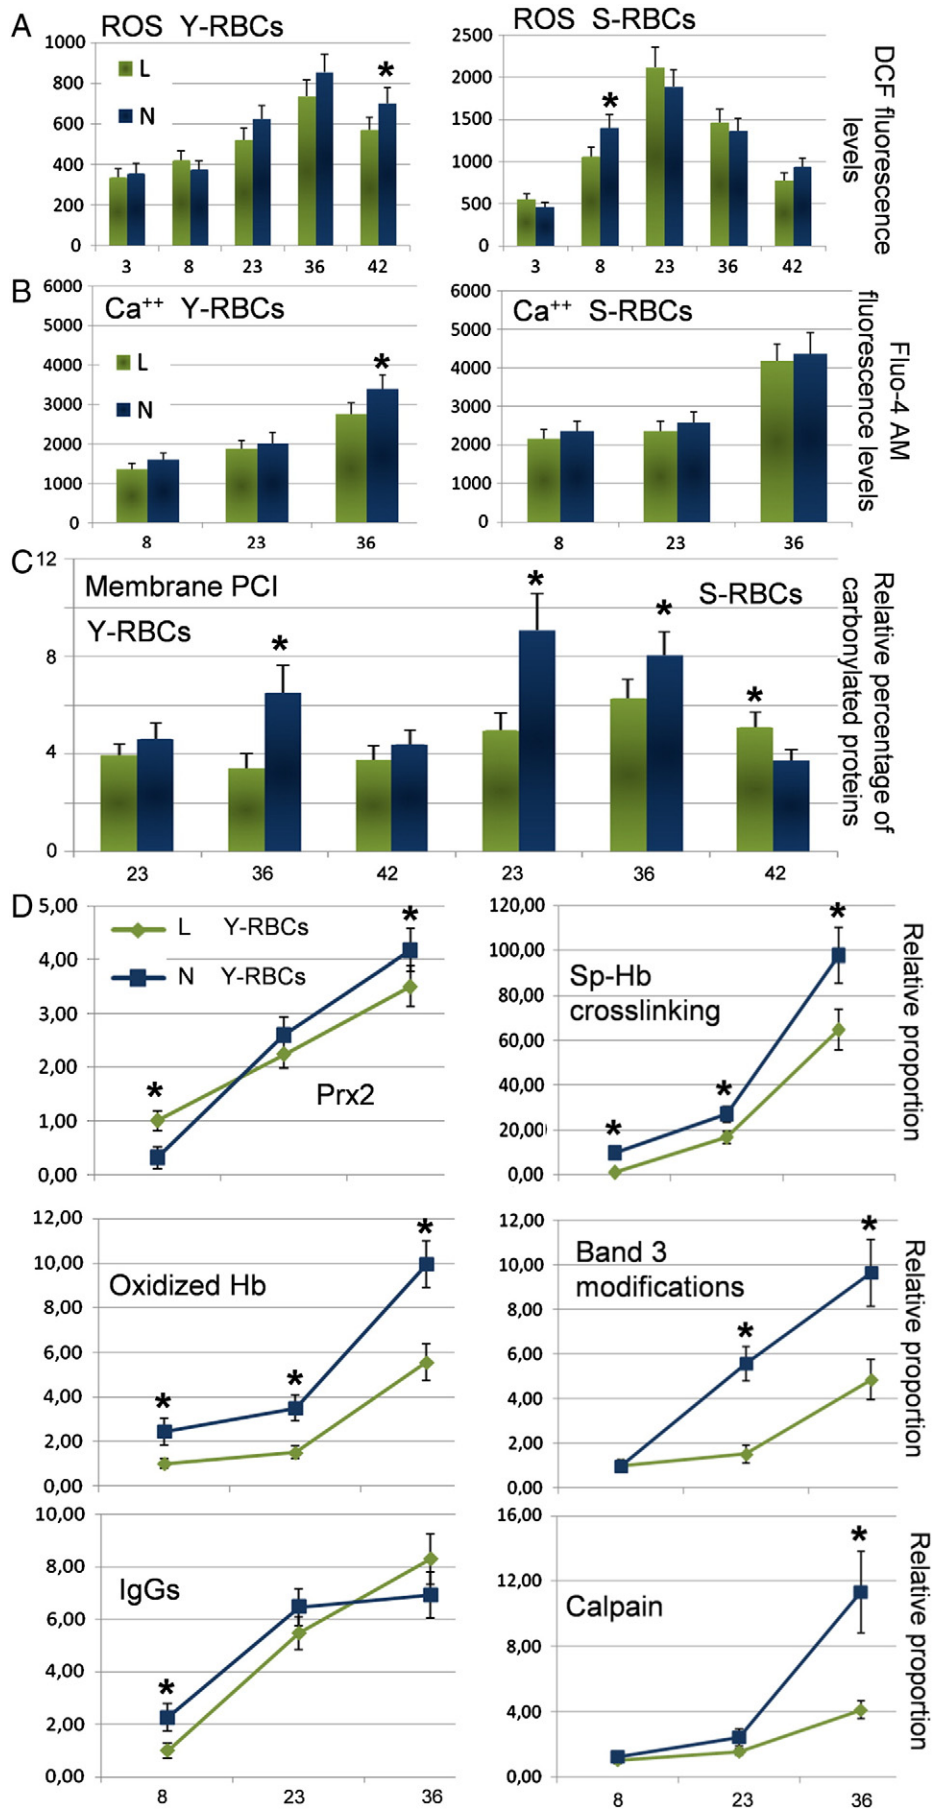 A
ROS Y-RBCs
1000
800
600
400
200
0
L
N
*
3 8 23 36 42
ROS S-RBCs
2500
2000
1500
1000
500
0
*
3 8 23 36 42
DCF fluorescence
levels
B
Ca++ Y-RBCs
6000
5000
4000
3000
2000
1000
0
L
N
*
8 23 36
Ca++ S-RBCs
6000
5000
4000
3000
2000
1000
0
8 23 36
Fluo-4 AM
fluorescence levels
C
12
8
4
0
Membrane PCI
Y-RBCs
S-RBCs
* * * *
23 36 42 23 36 42
Relative percentage of
carbonylated proteins
D
5,00
4,00
3,00
2,00
1,00
0,00
L Y-RBCs
N Y-RBCs
Prx2
* *
120,00
100,00
80,00
60,00
40,00
20,00
0,00
Sp-Hb
crosslinking
* * *
Relative proportion
12,00
10,00
8,00
6,00
4,00
2,00
0,00
Oxidized Hb
* * *
12,00
10,00
8,00
6,00
4,00
2,00
0,00
Band 3
modifications
* *
Relative proportion
10,00
8,00
6,00
4,00
2,00
0,00
IgGs
*
8 23 36
16,00
12,00
8,00
4,00
0,00
Calpain
*
8 23 36
Relative proportion